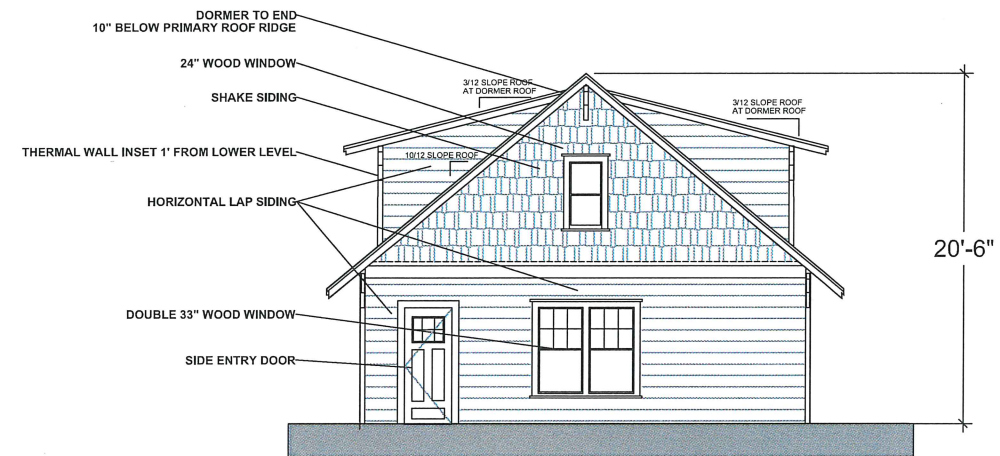 DORMER TO END
10" BELOW PRIMARY ROOF RIDGE
24" WOOD WINDOW
3/12 SLOPE ROOF
AT DORMER ROOF
SHAKE SIDING
3/12 SLOPE ROOF
AT DORMER ROOF
THERMAL WALL INSET 1' FROM LOWER LEVEL
10/12 SLOPE ROOF
HORIZONTAL LAP SIDING
20'-6"
DOUBLE 33" WOOD WINDOW
SIDE ENTRY DOOR